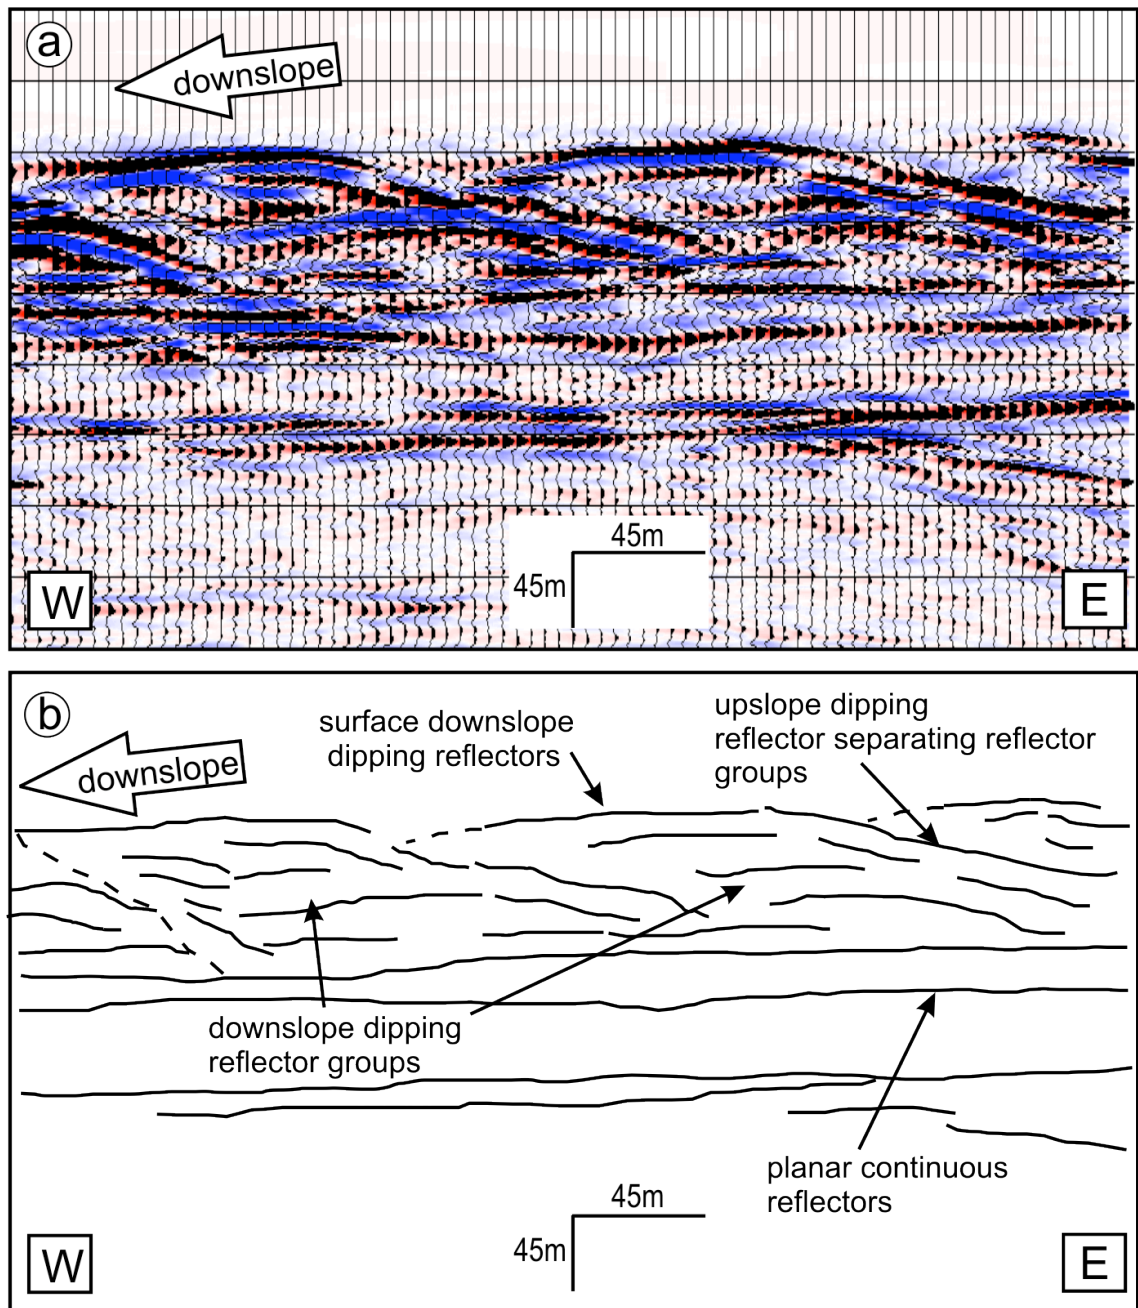 a
downslope
45m
45m
W
E
b
surface downslope
dipping reflectors
upslope dipping
reflector separating reflector
groups
downslope
downslope dipping
reflector groups
planar continuous
reflectors
45m
45m
W
E